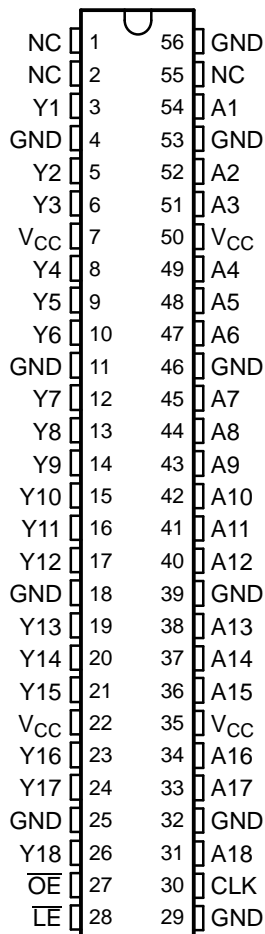 NC 1 56 GND
NC 2 55 NC
Y1 3 54 A1
GND 4 53 GND
Y2 5 52 A2
Y3 6 51 A3
VCC 7 50 VCC
Y4 8 49 A4
Y5 9 48 A5
Y6 10 47 A6
GND 11 46 GND
Y7 12 45 A7
Y8 13 44 A8
Y9 14 43 A9
Y10 15 42 A10
Y11 16 41 A11
Y12 17 40 A12
GND 18 39 GND
Y13 19 38 A13
Y14 20 37 A14
Y15 21 36 A15
VCC 22 35 VCC
Y16 23 34 A16
Y17 24 33 A17
GND 25 32 GND
Y18 26 31 A18
O̅E̅ 27 30 CLK
L̅E̅ 28 29 GND